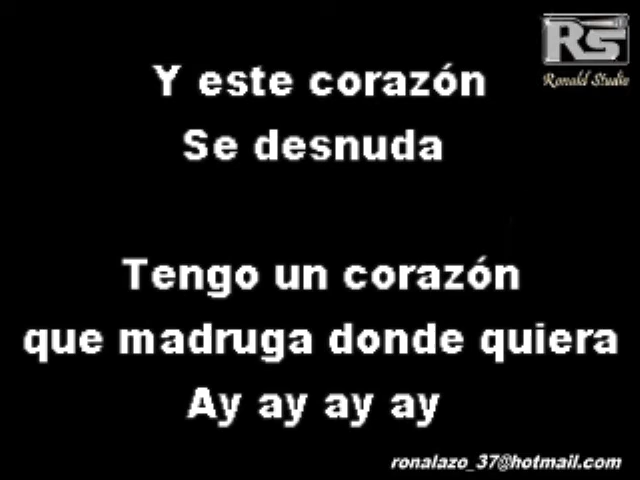 RS
Ronald Studio
Y este corazón
Se desnuda
Tengo un corazón
que madruga donde quiera
Ay ay ay ay
ronalazo_37@hotmail.com